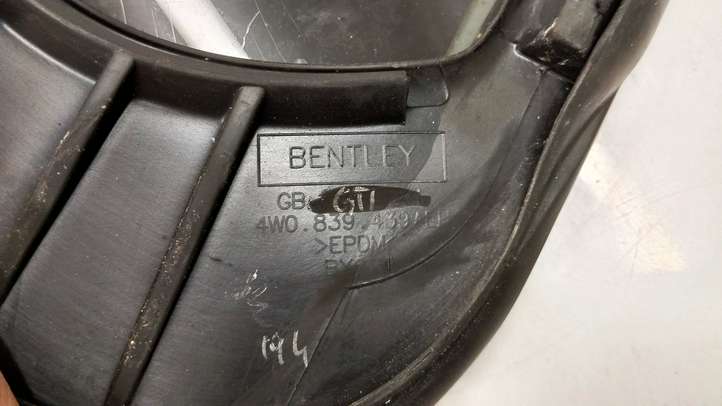 BENTLEY
GB GTI
4W0.839.439
>EPDM<
194